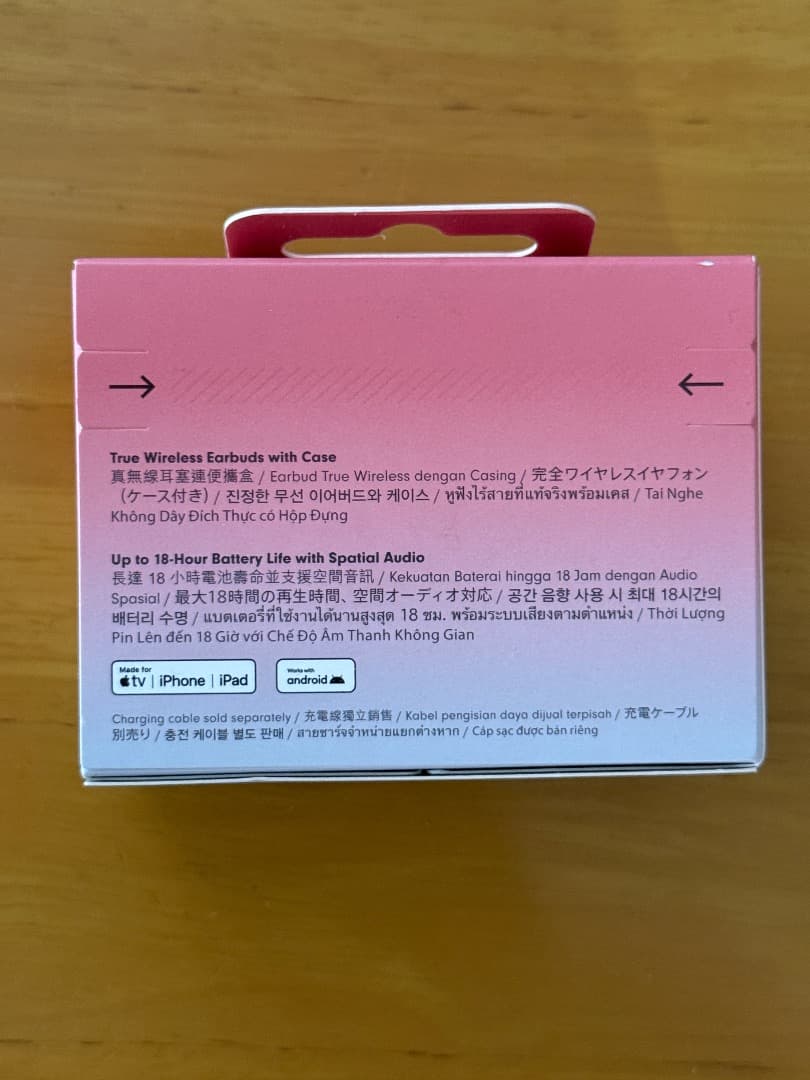 True Wireless Earbuds with Case
真無線耳塞連便攜盒 / Earbud True Wireless dengan Casing / 完全ワイヤレスイヤフォン
（ケース付き）/ 진정한 무선 이어버드와 케이스 / หูฟังไร้สายที่แท้จริงพร้อมเคส / Tai Nghe
Không Dây Đích Thực có Hộp Đựng
Up to 18-Hour Battery Life with Spatial Audio
長達 18 小時電池壽命並支援空間音訊 / Kekuatan Baterai hingga 18 Jam dengan Audio
Spasial / 最大18時間の再生時間、空間オーディオ対応 / 공간 음향 사용 시 최대 18시간의
배터리 수명 / แบตเตอรี่ที่ใช้งานได้นานสูงสุด 18 ชม. พร้อมระบบเสียงตามตำแหน่ง / Thời Lượng
Pin Lên đến 18 Giờ với Chế Độ Âm Thanh Không Gian
Made for
tv | iPhone | iPad
Works with
android
Charging cable sold separately / 充電線獨立銷售 / Kabel pengisian daya dijual terpisah / 充電ケーブル
別売り / 충전 케이블 별도 판매 / สายชาร์จจำหน่ายแยกต่างหาก / Cáp sạc được bán riêng